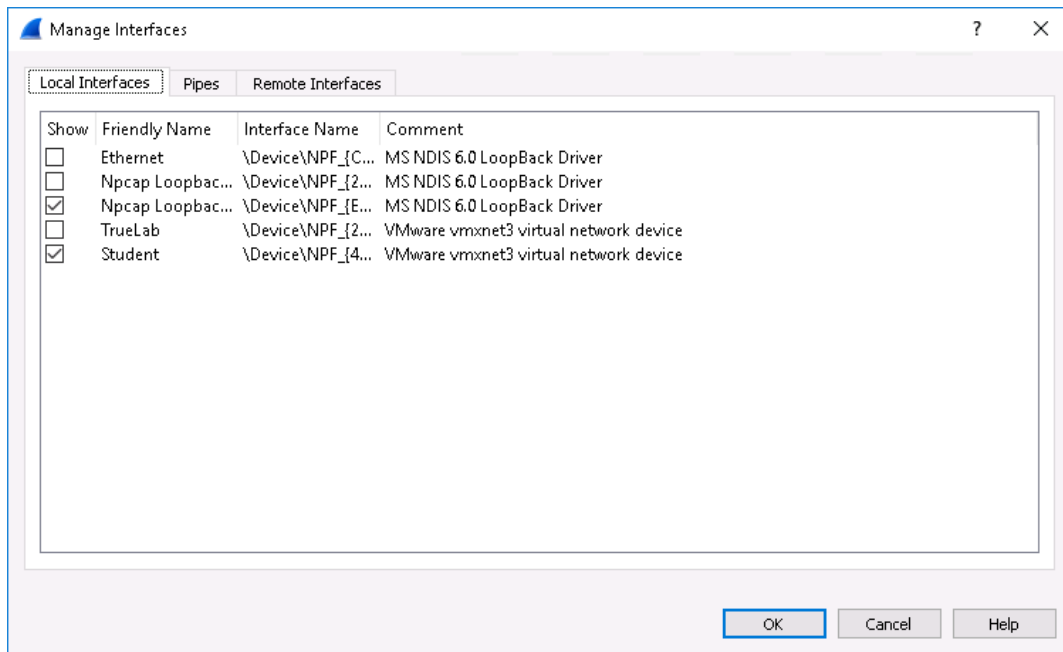 Manage Interfaces
Local Interfaces Pipes Remote Interfaces
Show Friendly Name Interface Name Comment
Ethernet \Device\NPF_{C... MS NDIS 6.0 LoopBack Driver
Npcap Loopbac... \Device\NPF_{2... MS NDIS 6.0 LoopBack Driver
Npcap Loopbac... \Device\NPF_{E... MS NDIS 6.0 LoopBack Driver
TrueLab \Device\NPF_{2... VMware vmxnet3 virtual network device
Student \Device\NPF_{4... VMware vmxnet3 virtual network device
OK Cancel Help